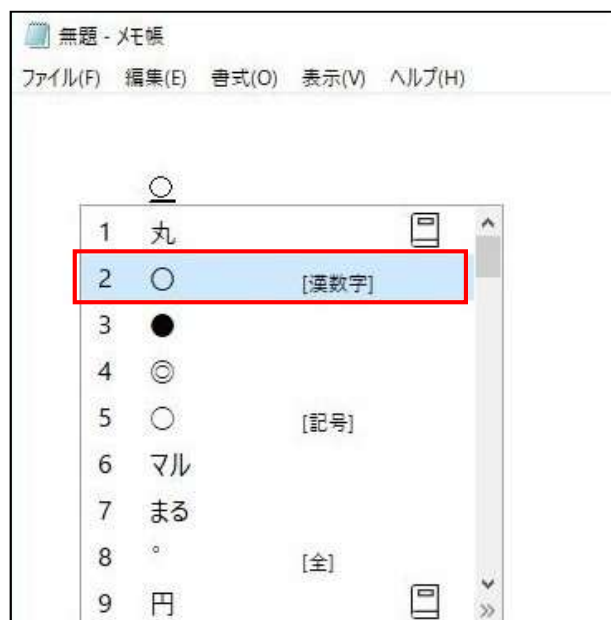 無題 - メモ帳
ファイル(F) 編集(E) 書式(O) 表示(V) ヘルプ(H)
〇
1 丸
2 〇 [漢数字]
3 ●
4 ◎
5 ○ [記号]
6 マル
7 まる
8 ° [全]
9 円